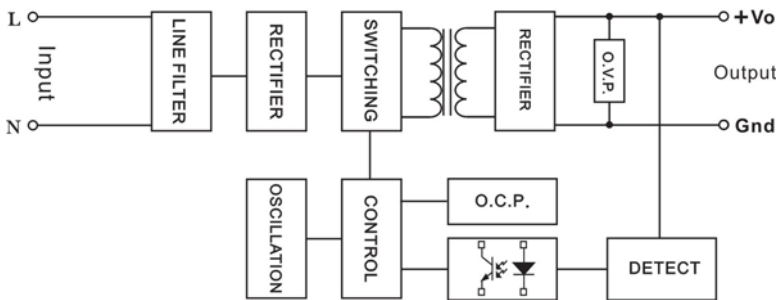 L
N
Input
LINE FILTER
RECTIFIER
SWITCHING
RECTIFIER
O.V.P.
+Vo
Output
Gnd
OSCILLATION
CONTROL
O.C.P.
DETECT